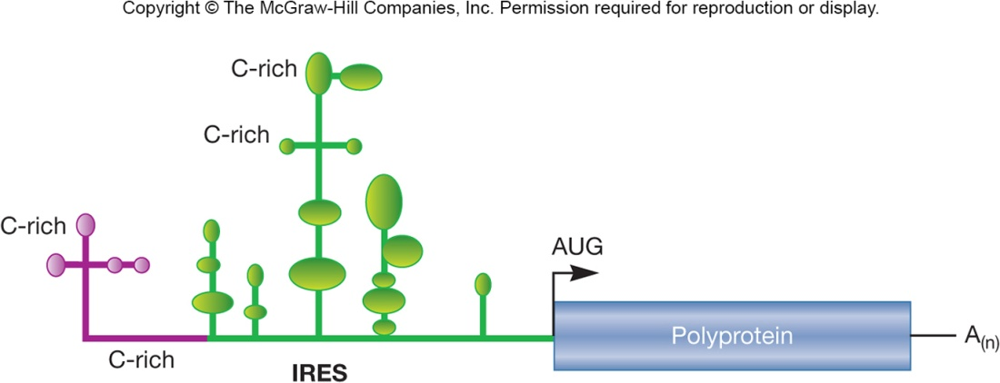 Copyright © The McGraw-Hill Companies, Inc. Permission required for reproduction or display.
C-rich
C-rich
C-rich
AUG
Polyprotein
A(n)
C-rich
IRES